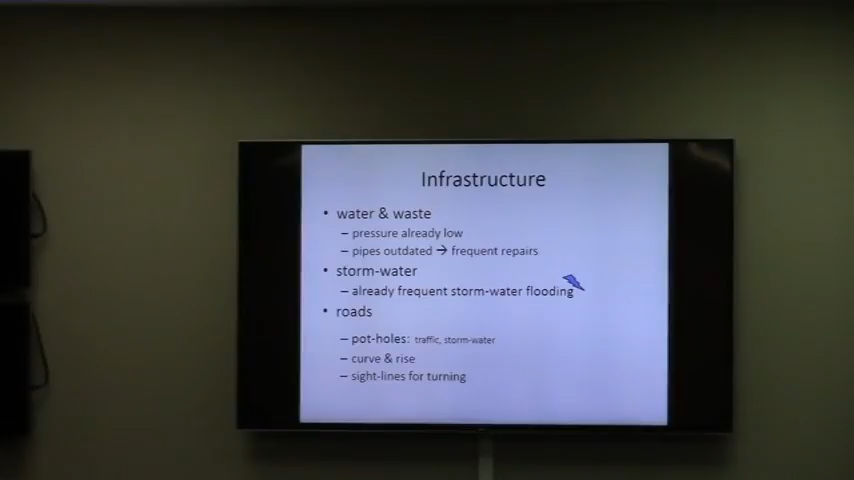 Infrastructure
• water & waste
– pressure already low
– pipes outdated → frequent repairs
• storm-water
– already frequent storm-water flooding
• roads
– pot-holes: traffic, storm-water
– curve & rise
– sight-lines for turning